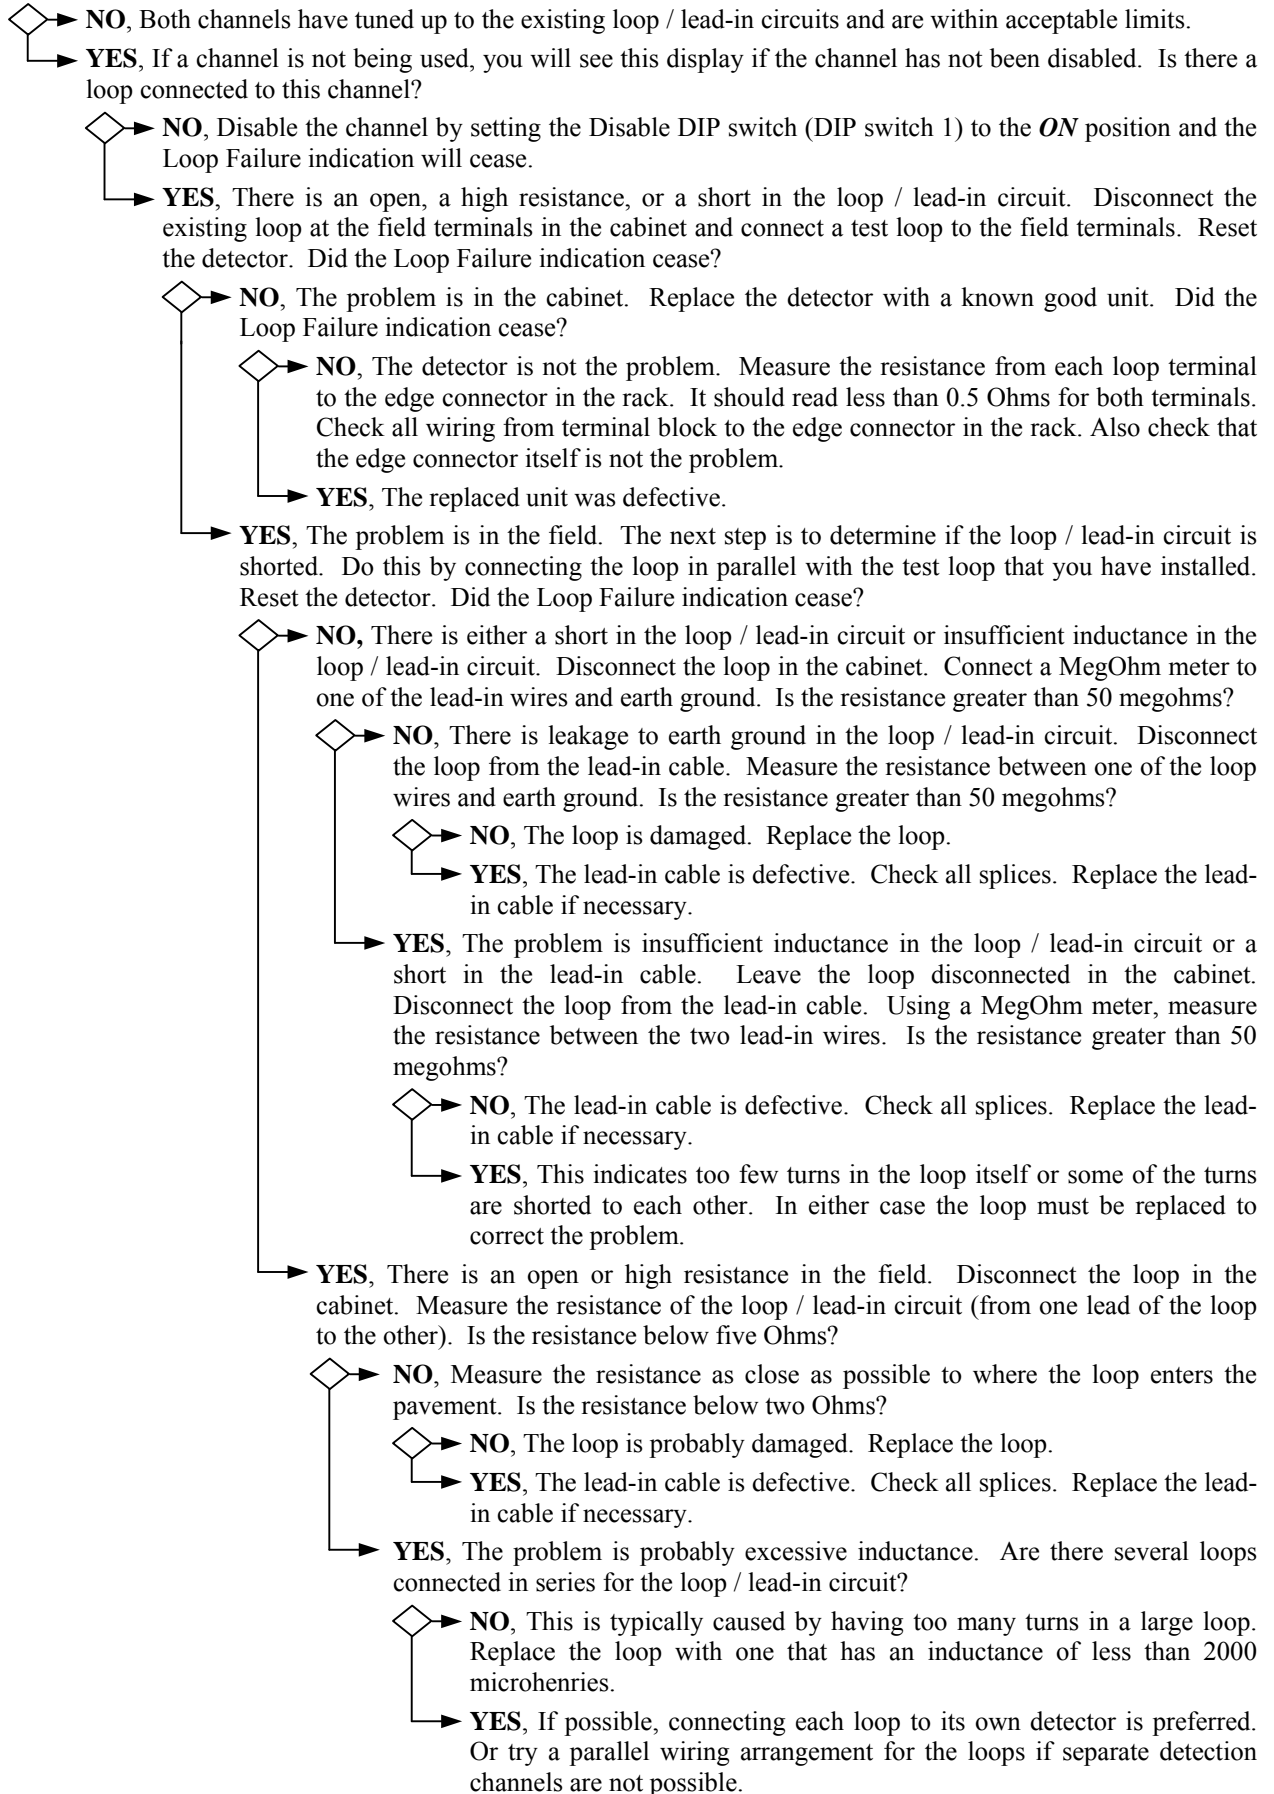 NO, Both channels have tuned up to the existing loop / lead-in circuits and are within acceptable limits.
YES, If a channel is not being used, you will see this display if the channel has not been disabled. Is there a
loop connected to this channel?
NO, Disable the channel by setting the Disable DIP switch (DIP switch 1) to the ON position and the
Loop Failure indication will cease.
YES, There is an open, a high resistance, or a short in the loop / lead-in circuit. Disconnect the
existing loop at the field terminals in the cabinet and connect a test loop to the field terminals. Reset
the detector. Did the Loop Failure indication cease?
NO, The problem is in the cabinet. Replace the detector with a known good unit. Did the
Loop Failure indication cease?
NO, The detector is not the problem. Measure the resistance from each loop terminal
to the edge connector in the rack. It should read less than 0.5 Ohms for both terminals.
Check all wiring from terminal block to the edge connector in the rack. Also check that
the edge connector itself is not the problem.
YES, The replaced unit was defective.
YES, The problem is in the field. The next step is to determine if the loop / lead-in circuit is
shorted. Do this by connecting the loop in parallel with the test loop that you have installed.
Reset the detector. Did the Loop Failure indication cease?
NO, There is either a short in the loop / lead-in circuit or insufficient inductance in the
loop / lead-in circuit. Disconnect the loop in the cabinet. Connect a MegOhm meter to
one of the lead-in wires and earth ground. Is the resistance greater than 50 megohms?
NO, There is leakage to earth ground in the loop / lead-in circuit. Disconnect
the loop from the lead-in cable. Measure the resistance between one of the loop
wires and earth ground. Is the resistance greater than 50 megohms?
NO, The loop is damaged. Replace the loop.
YES, The lead-in cable is defective. Check all splices. Replace the lead-
in cable if necessary.
YES, The problem is insufficient inductance in the loop / lead-in circuit or a
short in the lead-in cable. Leave the loop disconnected in the cabinet.
Disconnect the loop from the lead-in cable. Using a MegOhm meter, measure
the resistance between the two lead-in wires. Is the resistance greater than 50
megohms?
NO, The lead-in cable is defective. Check all splices. Replace the lead-
in cable if necessary.
YES, This indicates too few turns in the loop itself or some of the turns
are shorted to each other. In either case the loop must be replaced to
correct the problem.
YES, There is an open or high resistance in the field. Disconnect the loop in the
cabinet. Measure the resistance of the loop / lead-in circuit (from one lead of the loop
to the other). Is the resistance below five Ohms?
NO, Measure the resistance as close as possible to where the loop enters the
pavement. Is the resistance below two Ohms?
NO, The loop is probably damaged. Replace the loop.
YES, The lead-in cable is defective. Check all splices. Replace the lead-
in cable if necessary.
YES, The problem is probably excessive inductance. Are there several loops
connected in series for the loop / lead-in circuit?
NO, This is typically caused by having too many turns in a large loop.
Replace the loop with one that has an inductance of less than 2000
microhenries.
YES, If possible, connecting each loop to its own detector is preferred.
Or try a parallel wiring arrangement for the loops if separate detection
channels are not possible.